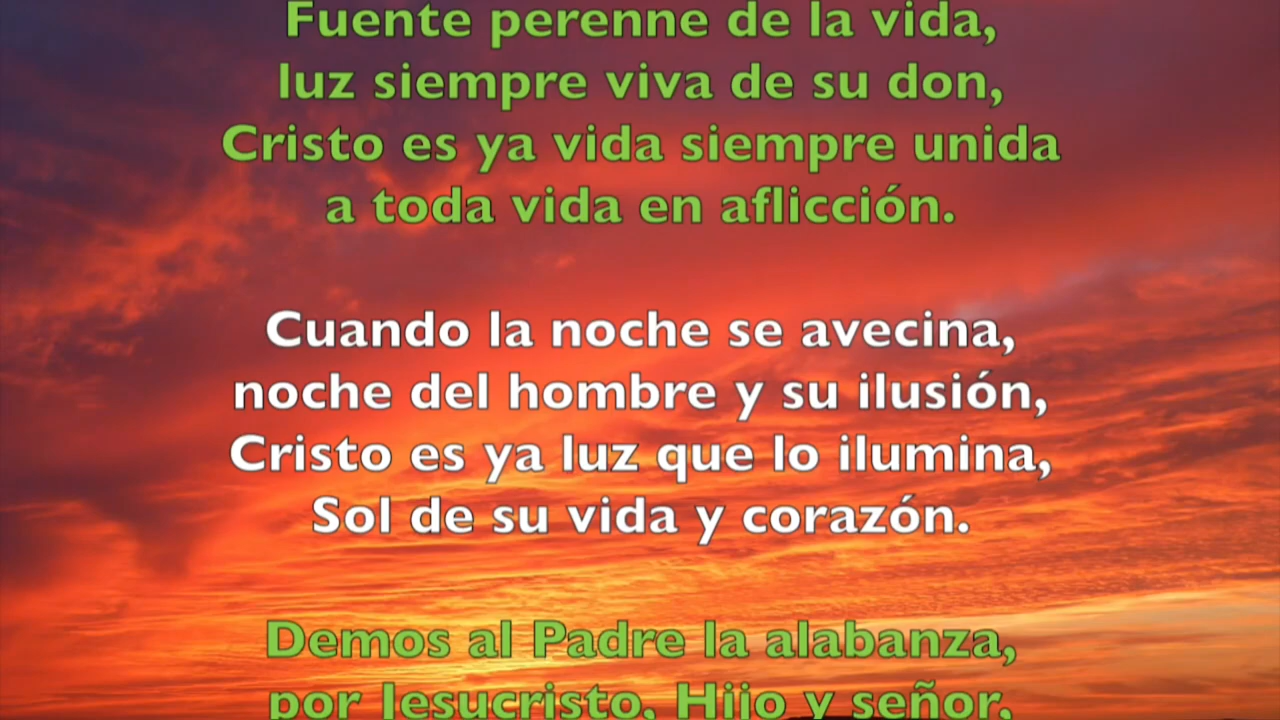 Fuente perenne de la vida,
luz siempre viva de su don,
Cristo es ya vida siempre unida
a toda vida en aflicción.
Cuando la noche se avecina,
noche del hombre y su ilusión,
Cristo es ya luz que lo ilumina,
Sol de su vida y corazón.
Demos al Padre la alabanza,
por Jesucristo, Hijo y señor,